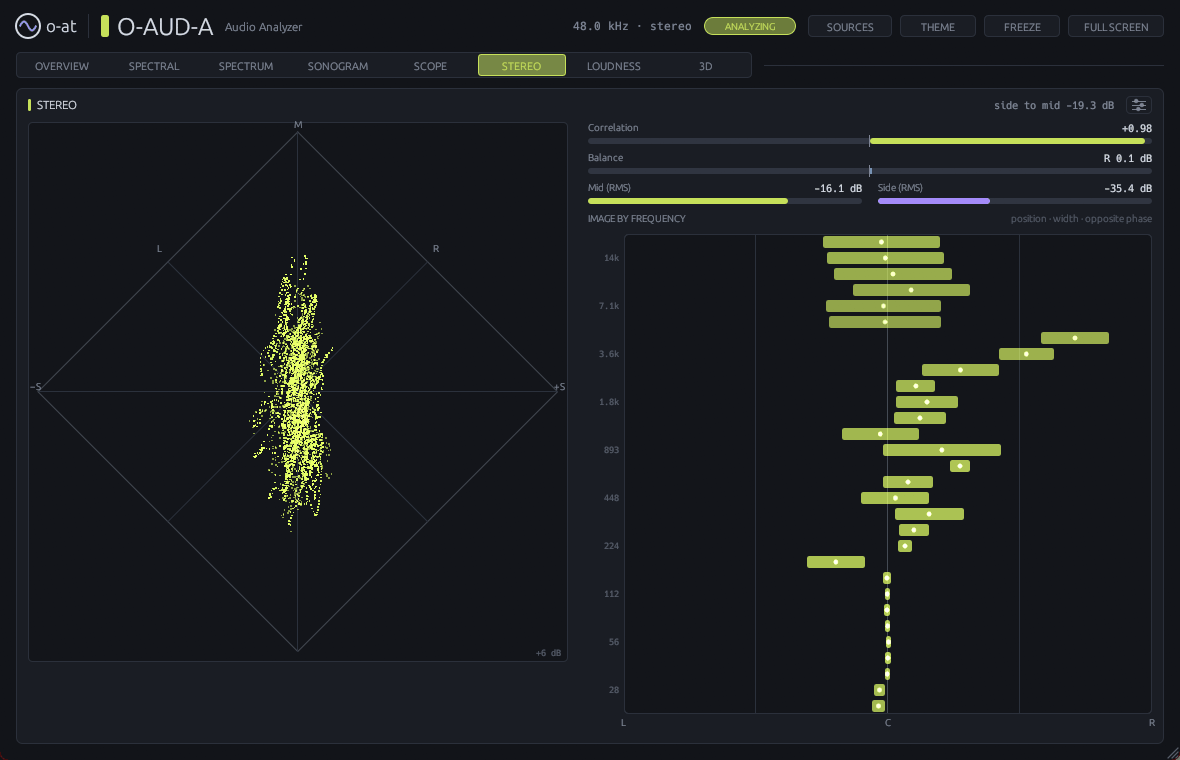 o-at O-AUD-A Audio Analyzer 48.0 kHz · stereo ANALYZING SOURCES THEME FREEZE FULL SCREEN
OVERVIEW SPECTRAL SPECTRUM SONOGRAM SCOPE STEREO LOUDNESS 3D
STEREO side to mid -19.3 dB
M
L R
-S +S
+6 dB
Correlation +0.98
Balance R 0.1 dB
Mid (RMS) -16.1 dB Side (RMS) -35.4 dB
IMAGE BY FREQUENCY position · width · opposite phase
14k
7.1k
3.6k
1.8k
893
448
224
112
56
28
L C R